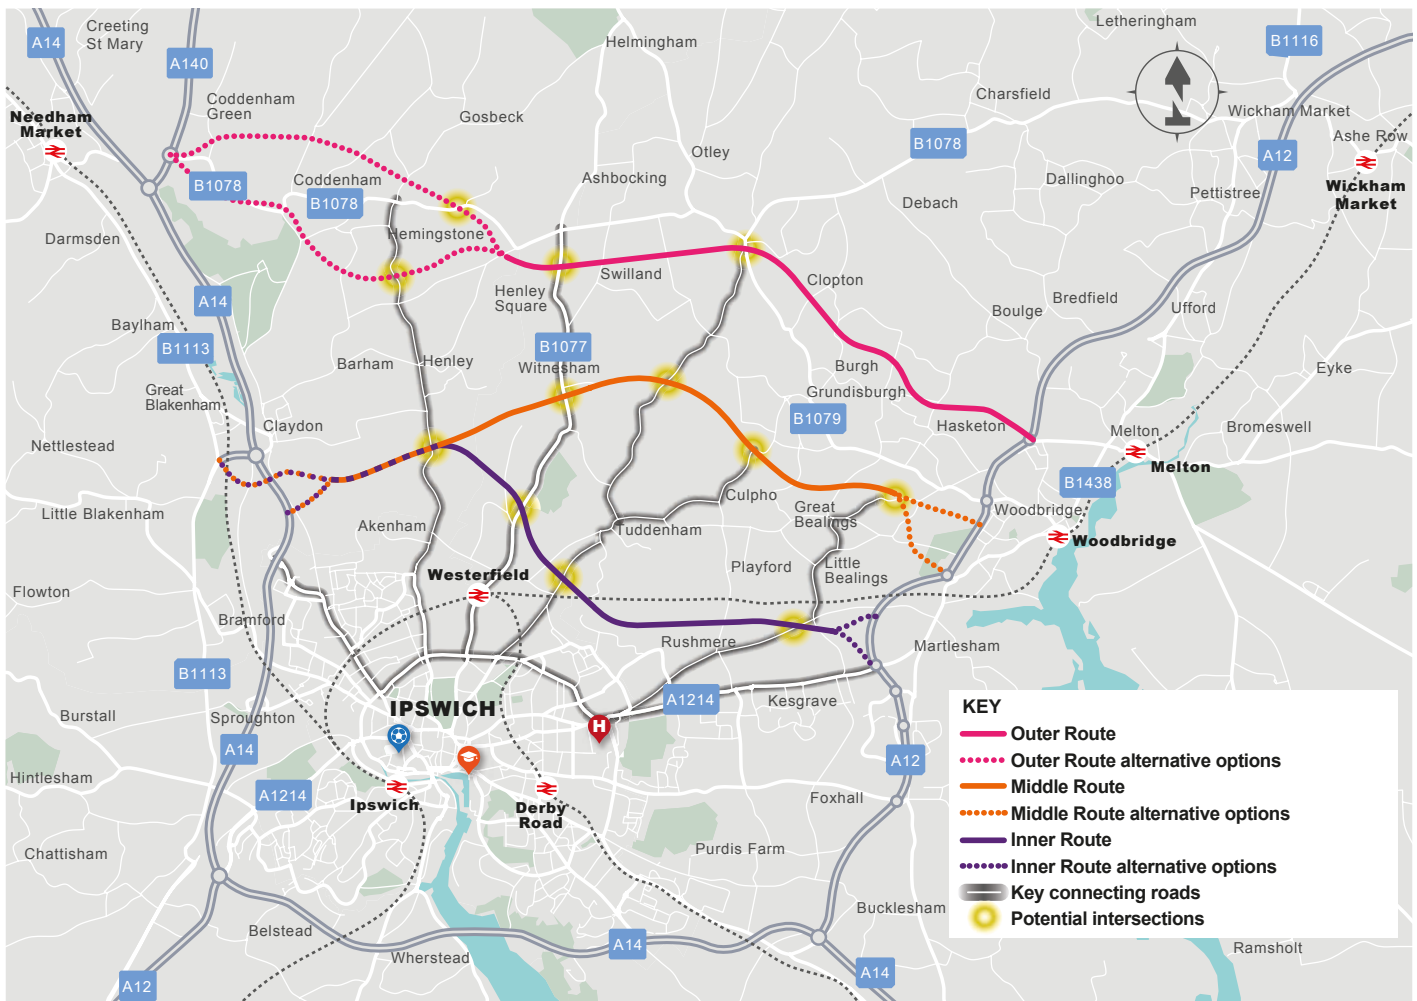 Creeting
St Mary
A14
A140
Helmingham
Letheringham
B1116
Coddenham
Green
Gosbeck
Charsfield
Wickham Market
Needham
Market
Ashe Row
Otley
B1078
A12
Ashbocking
Dallinghoo
Pettistree
Wickham
Market
B1078
Coddenham
B1078
Debach
Darmsden
Hemingstone
Swilland
Clopton
A14
Henley
Square
Bredfield
Boulge
Ufford
Baylham
B1113
B1077
Barham
Henley
Witnesham
Burgh
Eyke
Great
Blakenham
Grundisburgh
B1079
Hasketon
Claydon
Melton
Bromeswell
Nettlestead
Melton
B1438
Culpho
Little Blakenham
Great
Bealings
Woodbridge
Akenham
Tuddenham
Woodbridge
Playford
Little
Bealings
Westerfield
Flowton
Bramford
Rushmere
Martlesham
B1113
A1214
Kesgrave
IPSWICH
H
Burstall
Sproughton
A14
A12
Hintlesham
A1214
Ipswich
Derby
Road
Foxhall
Chattisham
Purdis Farm
Bucklesham
Belstead
A14
Wherstead
A14
A12
Ramsholt
KEY
Outer Route
Outer Route alternative options
Middle Route
Middle Route alternative options
Inner Route
Inner Route alternative options
Key connecting roads
Potential intersections